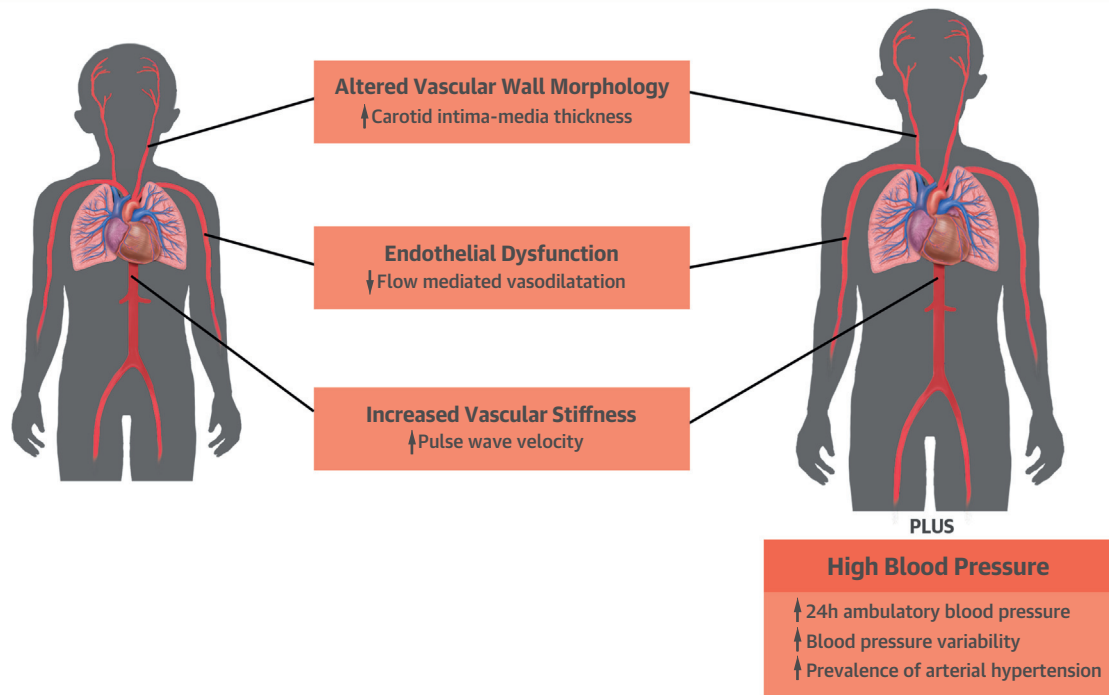 Altered Vascular Wall Morphology
↑Carotid intima-media thickness
Endothelial Dysfunction
↓Flow mediated vasodilatation
Increased Vascular Stiffness
↑Pulse wave velocity
PLUS
High Blood Pressure
↑24h ambulatory blood pressure
↑Blood pressure variability
↑Prevalence of arterial hypertension